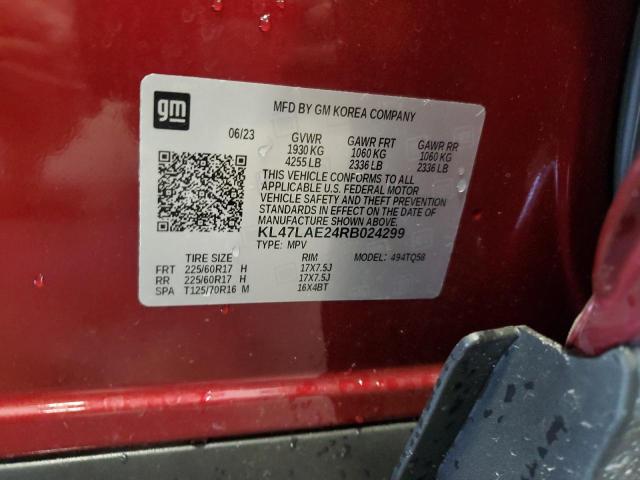 gm
MFD BY GM KOREA COMPANY
06/23 GVWR GAWR FRT GAWR RR
1930 KG 1060 KG 1060 KG
4255 LB 2336 LB 2336 LB
THIS VEHICLE CONFORMS TO ALL
APPLICABLE U.S. FEDERAL MOTOR
VEHICLE SAFETY AND THEFT PREVENTION
STANDARDS IN EFFECT ON THE DATE OF
MANUFACTURE SHOWN ABOVE.
KL47LAE24RB024299
TYPE: MPV MODEL: 494TQ58
TIRE SIZE RIM
FRT 225/60R17 H 17X7.5J
RR 225/60R17 H 17X7.5J
SPA T125/70R16 M 16X4BT